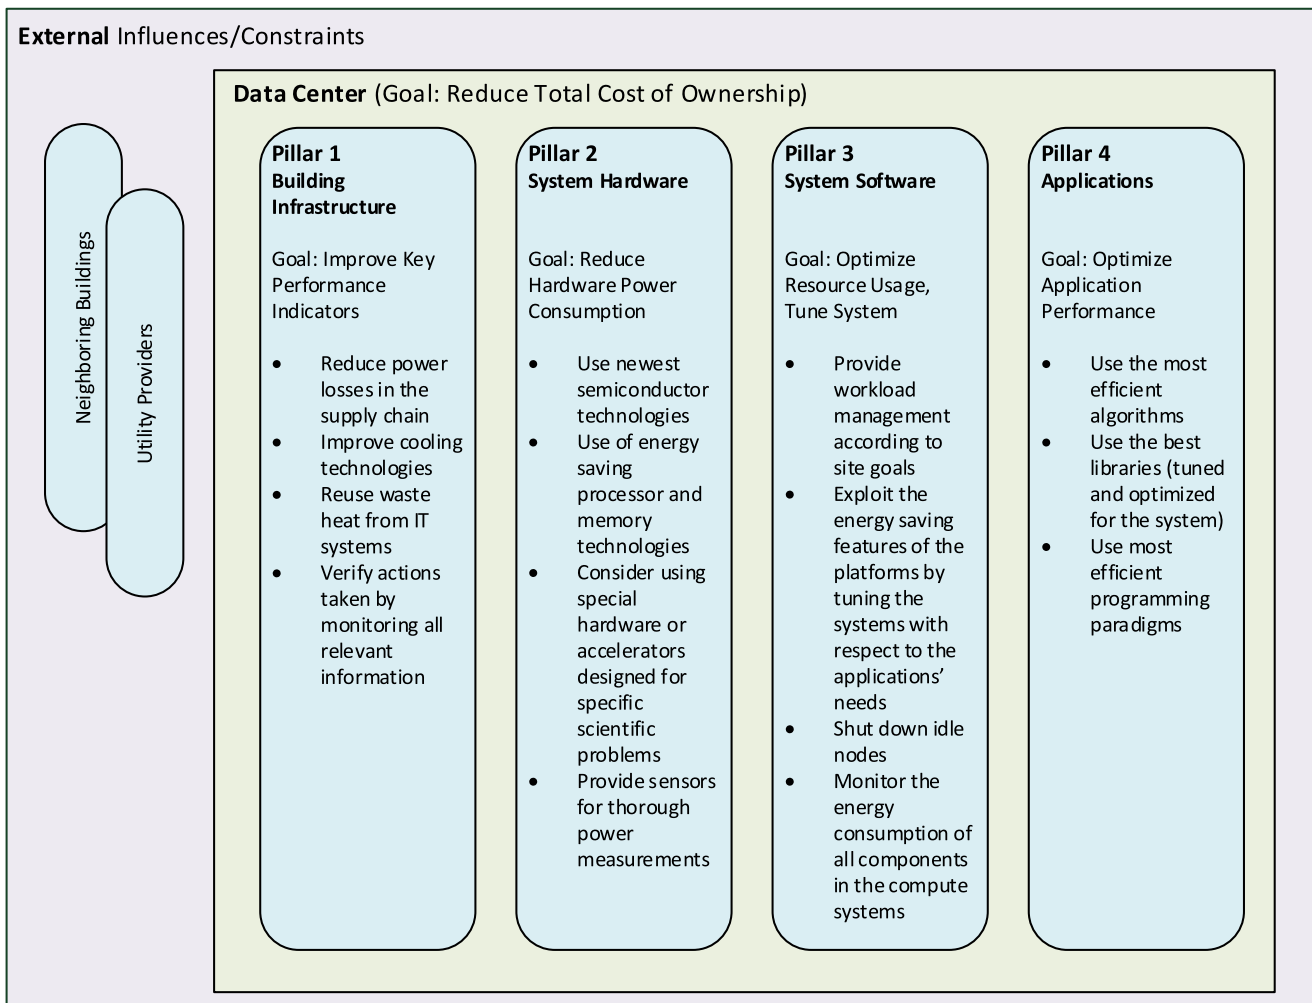 External Influences/Constraints
Data Center (Goal: Reduce Total Cost of Ownership)
Neighboring Buildings
Utility Providers
Pillar 1
Building
Infrastructure
Goal: Improve Key
Performance
Indicators
• Reduce power
losses in the
supply chain
• Improve cooling
technologies
• Reuse waste
heat from IT
systems
• Verify actions
taken by
monitoring all
relevant
information
Pillar 2
System Hardware
Goal: Reduce
Hardware Power
Consumption
• Use newest
semiconductor
technologies
• Use of energy
saving
processor and
memory
technologies
• Consider using
special
hardware or
accelerators
designed for
specific
scientific
problems
• Provide sensors
for thorough
power
measurements
Pillar 3
System Software
Goal: Optimize
Resource Usage,
Tune System
• Provide
workload
management
according to
site goals
• Exploit the
energy saving
features of the
platforms by
tuning the
systems with
respect to the
applications’
needs
• Shut down idle
nodes
• Monitor the
energy
consumption of
all components
in the compute
systems
Pillar 4
Applications
Goal: Optimize
Application
Performance
• Use the most
efficient
algorithms
• Use the best
libraries (tuned
and optimized
for the system)
• Use most
efficient
programming
paradigms